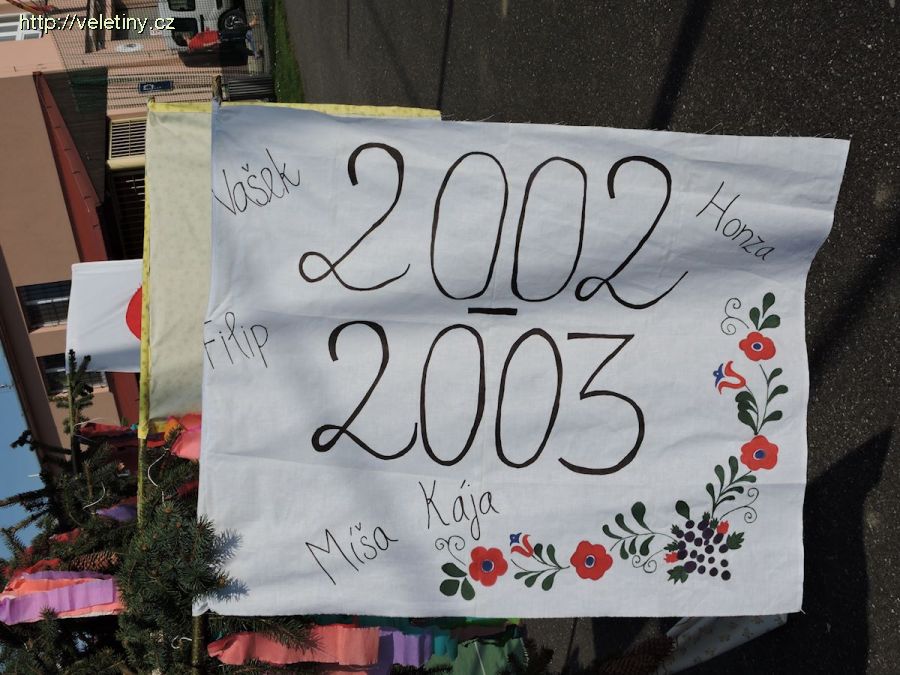 http://veletiny.cz
Vašek
2002
Honza
–
2003
Filip
Kája
Míša